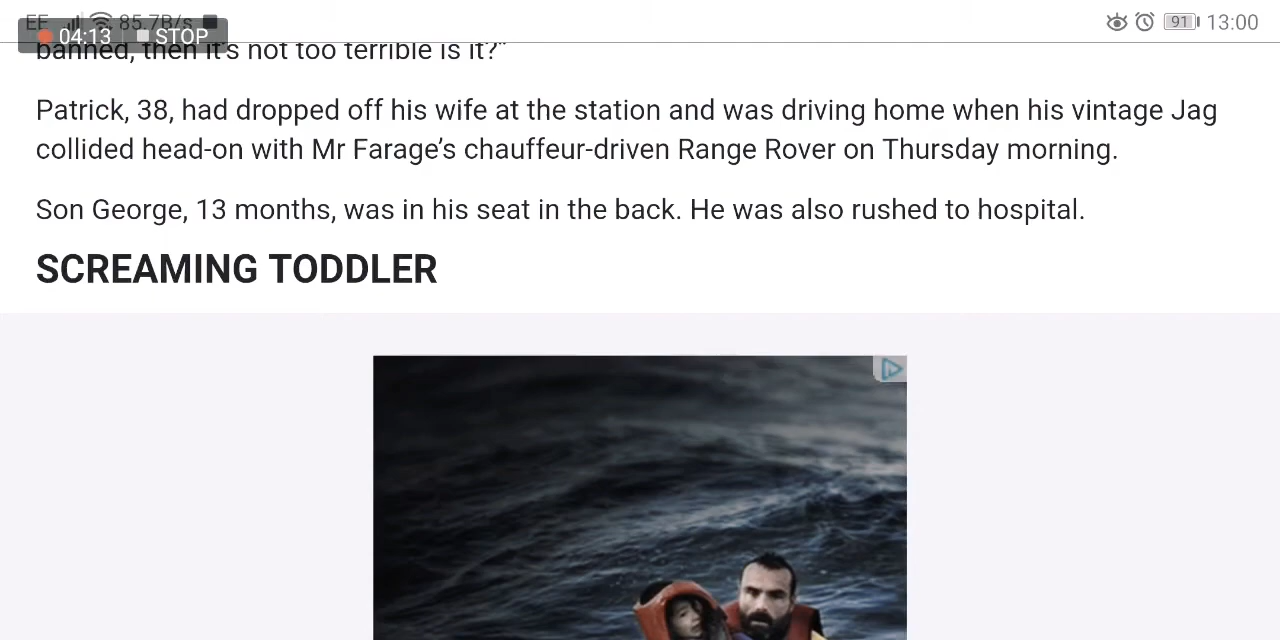 EE 85.7B/s 91 13:00
04:13 STOP
banned, then it's not too terrible is it?"
Patrick, 38, had dropped off his wife at the station and was driving home when his vintage Jag
collided head-on with Mr Farage’s chauffeur-driven Range Rover on Thursday morning.
Son George, 13 months, was in his seat in the back. He was also rushed to hospital.
SCREAMING TODDLER